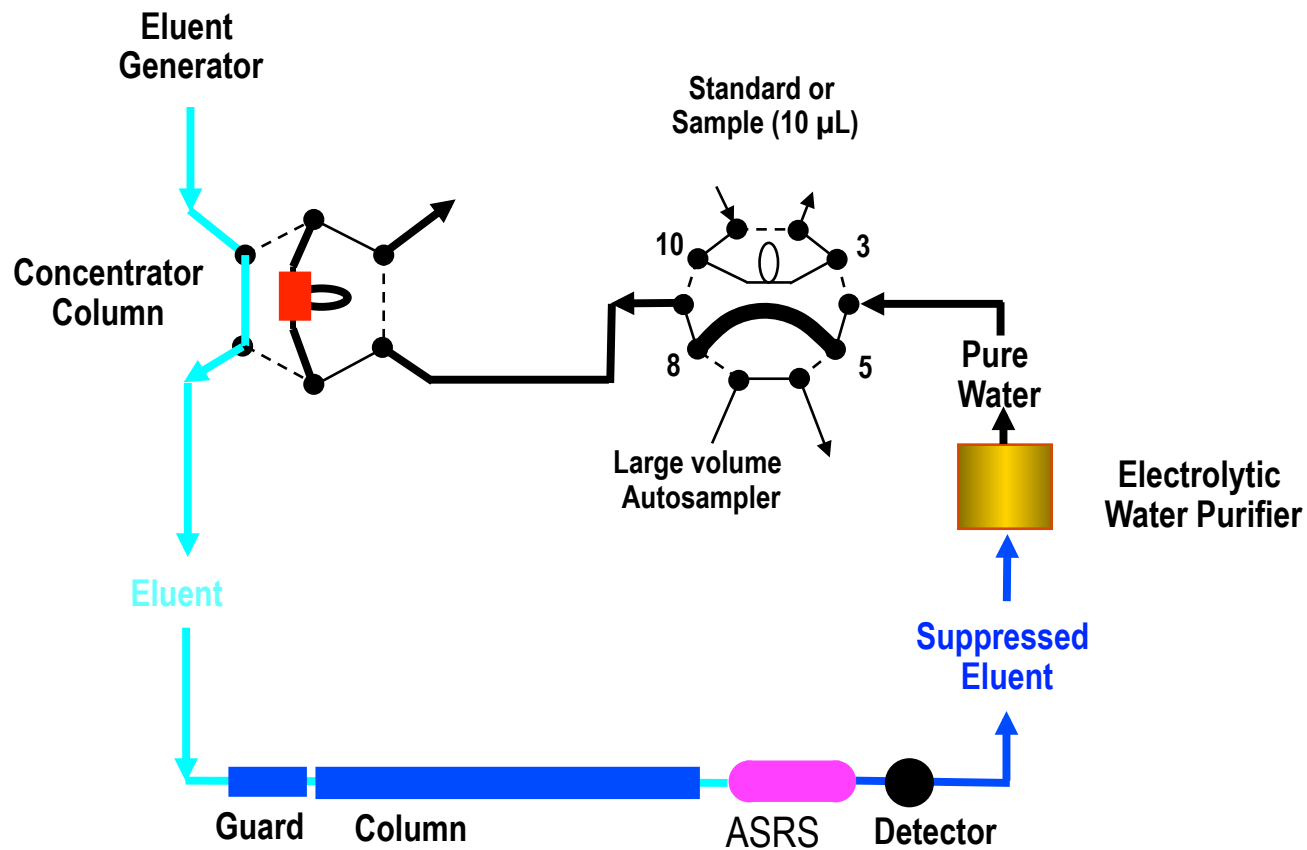 Eluent
Generator
Standard or
Sample (10 µL)
10
3
Concentrator
Column
8
5
Pure
Water
Large volume
Autosampler
Electrolytic
Water Purifier
Eluent
Suppressed
Eluent
Guard
Column
ASRS
Detector